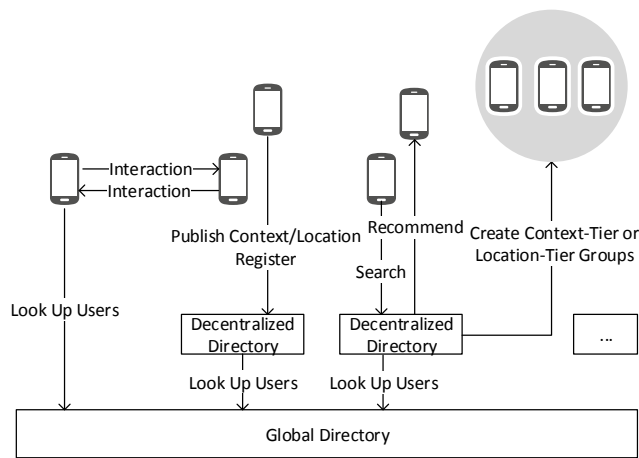 Interaction
Interaction
Publish Context/Location
Register
Recommend
Search
Create Context-Tier or
Location-Tier Groups
Look Up Users
Decentralized
Directory
Decentralized
Directory
...
Look Up Users
Look Up Users
Global Directory